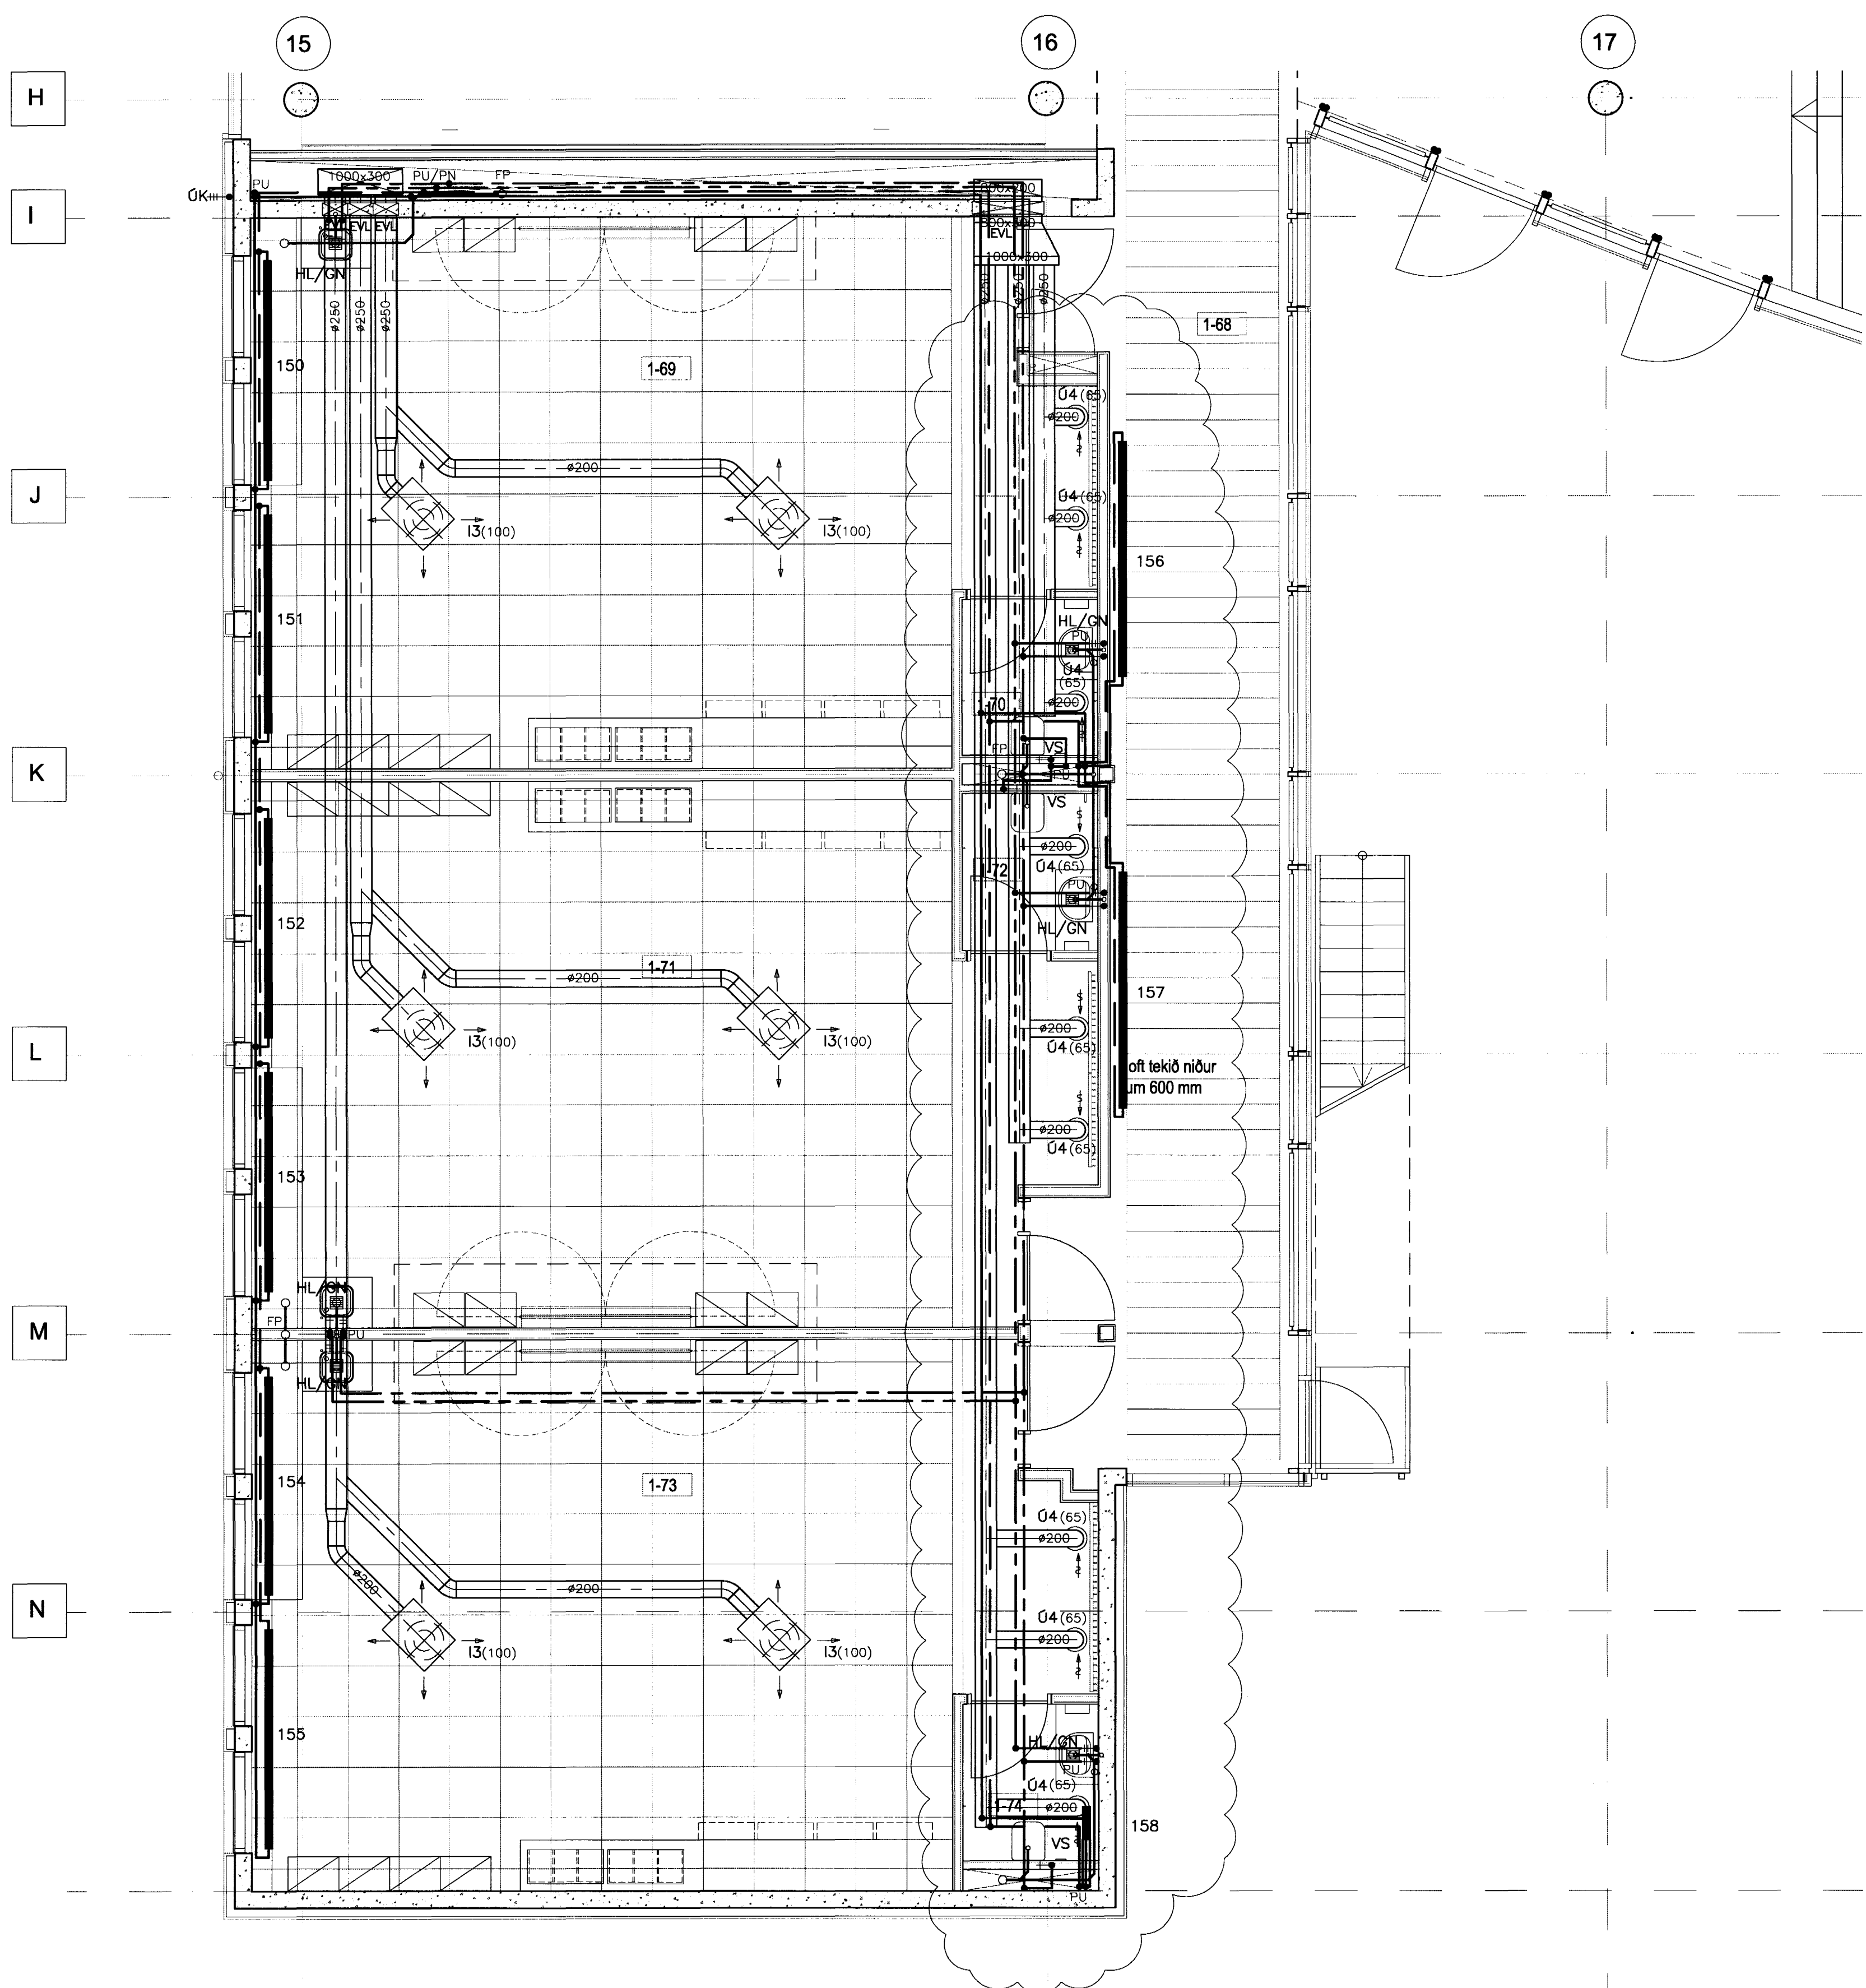 15
16
17
H
PU
1000x300
PU/PN
FP
ÚK
I
EVL
EVL
800x300
EVL
1000x300
HL/GN
ø250
ø250
ø250
ø250
ø250
ø250
1-68
150
1-69
Ú4(65)
ø200
ø200
J
Ú4(65)
ø200
I3(100)
I3(100)
156
151
HL/GN
PU
Ú4
(65)
ø200
1-70
FP
VS
K
PU
VS
ø200
Ú4(65)
1-72
PU
HL/GN
152
ø200
1-71
157
ø200
I3(100)
I3(100)
Ú4(65)
L
oft tekið niður
um 600 mm
ø200
Ú4(65)
153
HL/GN
FP
PU
M
HL/GN
154
1-73
Ú4(65)
ø200
ø200
ø200
N
Ú4(65)
ø200
I3(100)
I3(100)
155
HL/GN
PU
Ú4(65)
1-74
ø200
158
VS
PU